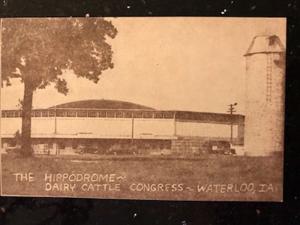 THE HIPPODROME~
DAIRY CATTLE CONGRESS ~ WATERLOO, IA